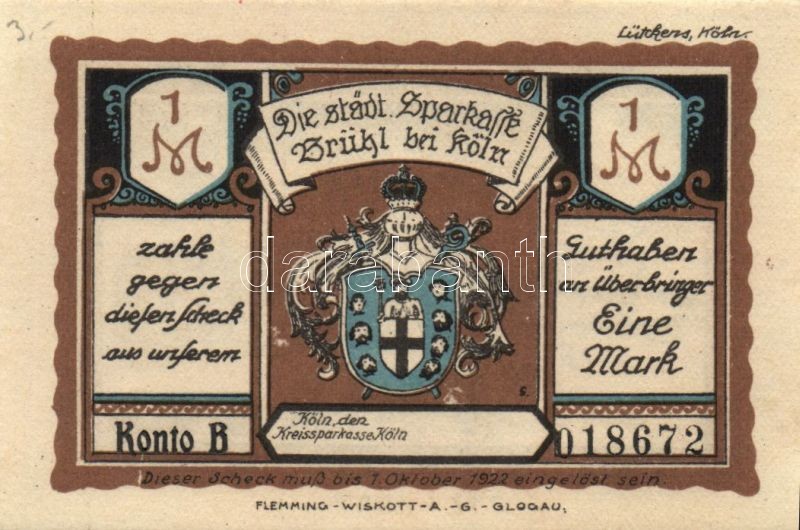 3.-
Lütkens, Köln.
1
M
Die städt. Sparkasse
Brühl bei Köln
1
M
zahle
gegen
diesen Scheck
aus unserem
Guthaben
an Überbringer
Eine
Mark
darabanth
S.
Konto B
Köln, den
Kreissparkasse Köln
018672
Dieser Scheck muß bis 1. Oktober 1922 eingelöst sein.
FLEMMING-WISKOTT-A.-G.-GLOGAU;